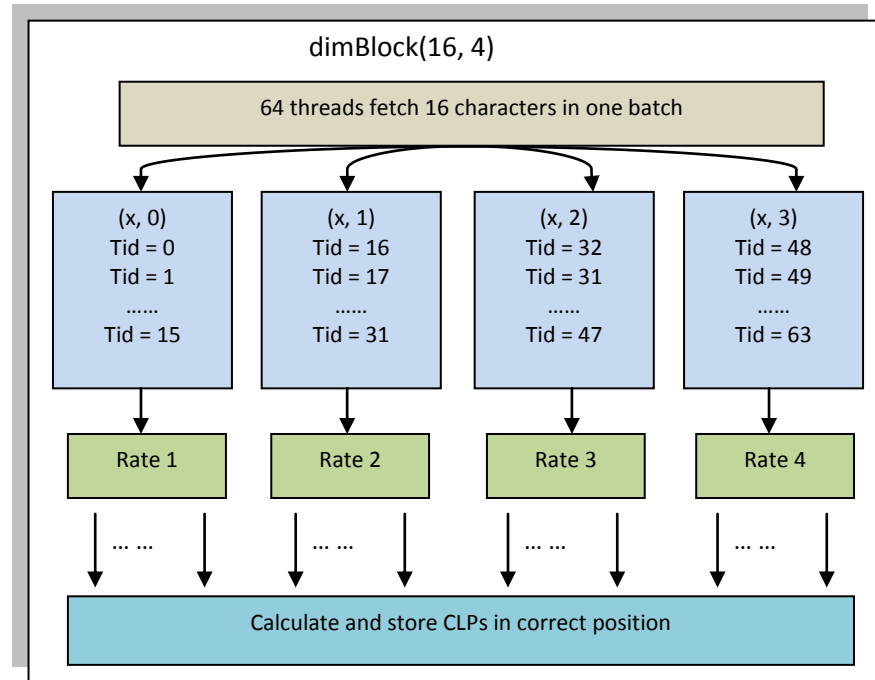 dimBlock(16, 4)
64 threads fetch 16 characters in one batch
(x, 0)
Tid = 0
Tid = 1
......
Tid = 15
(x, 1)
Tid = 16
Tid = 17
......
Tid = 31
(x, 2)
Tid = 32
Tid = 31
......
Tid = 47
(x, 3)
Tid = 48
Tid = 49
......
Tid = 63
Rate 1
Rate 2
Rate 3
Rate 4
... ...
... ...
... ...
... ...
Calculate and store CLPs in correct position